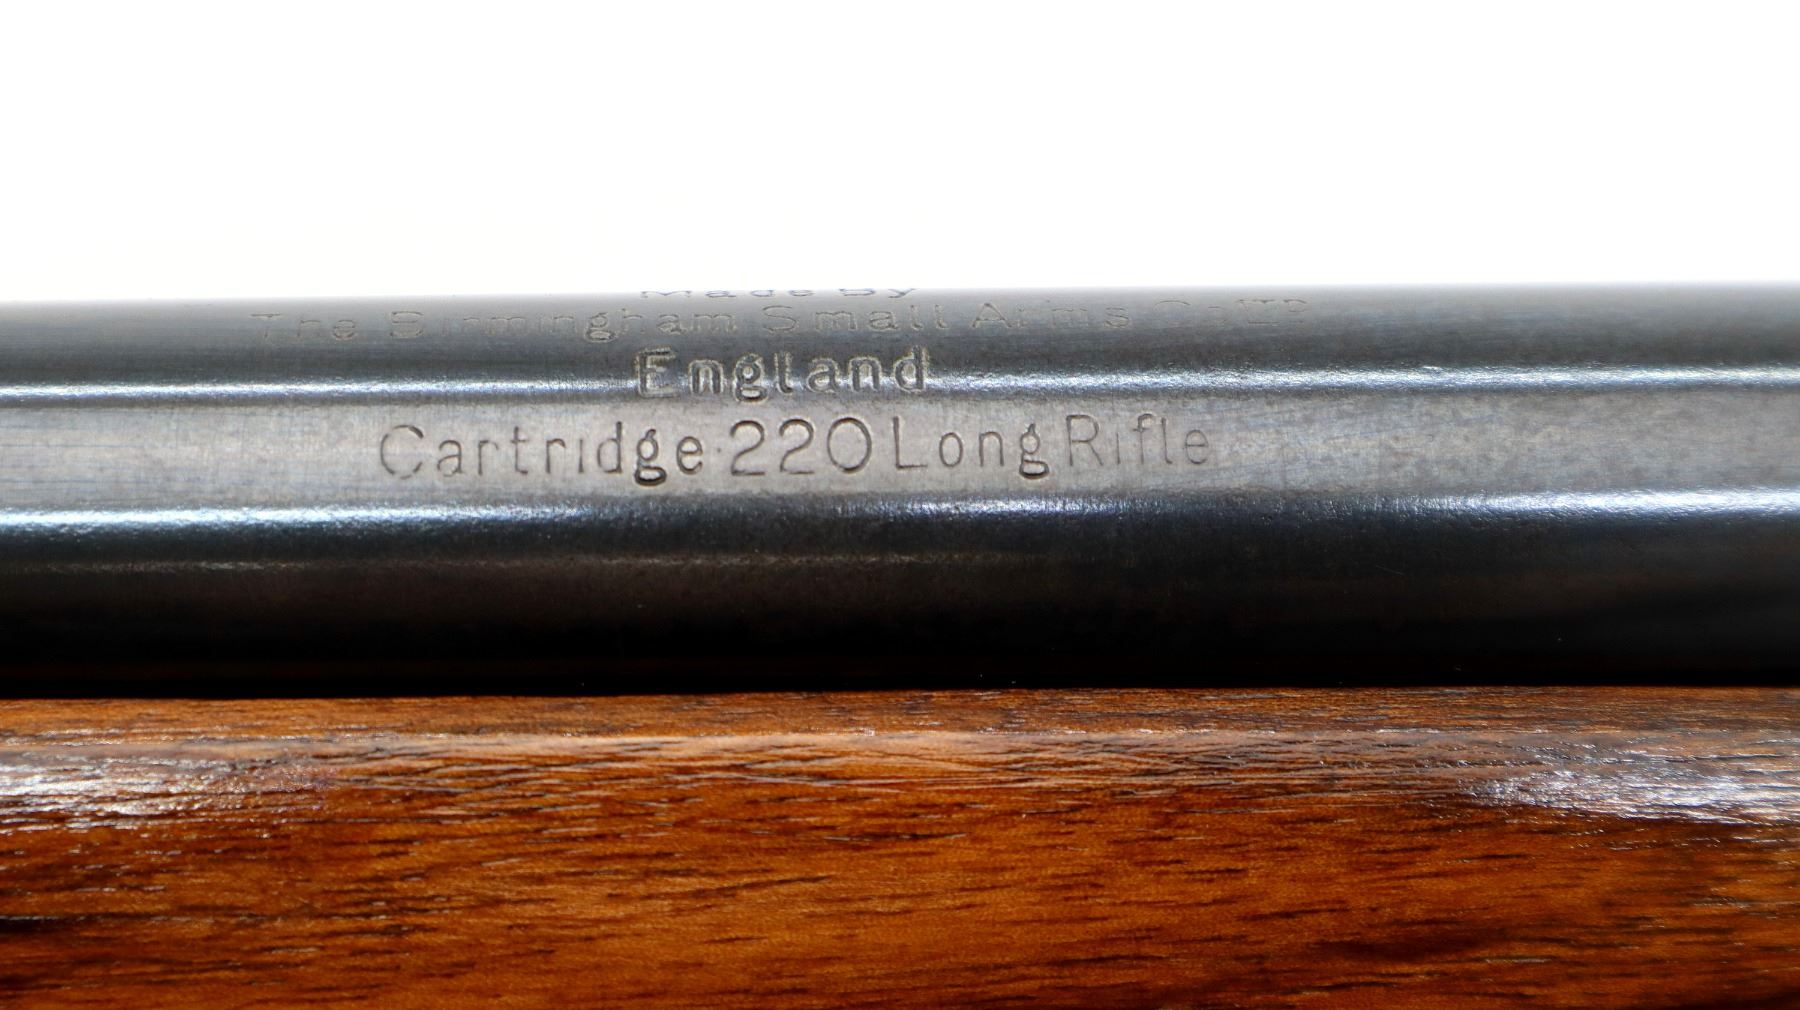 Made By
The Birmingham Small Arms Co LTD
England
Cartridge·220 Long Rifle